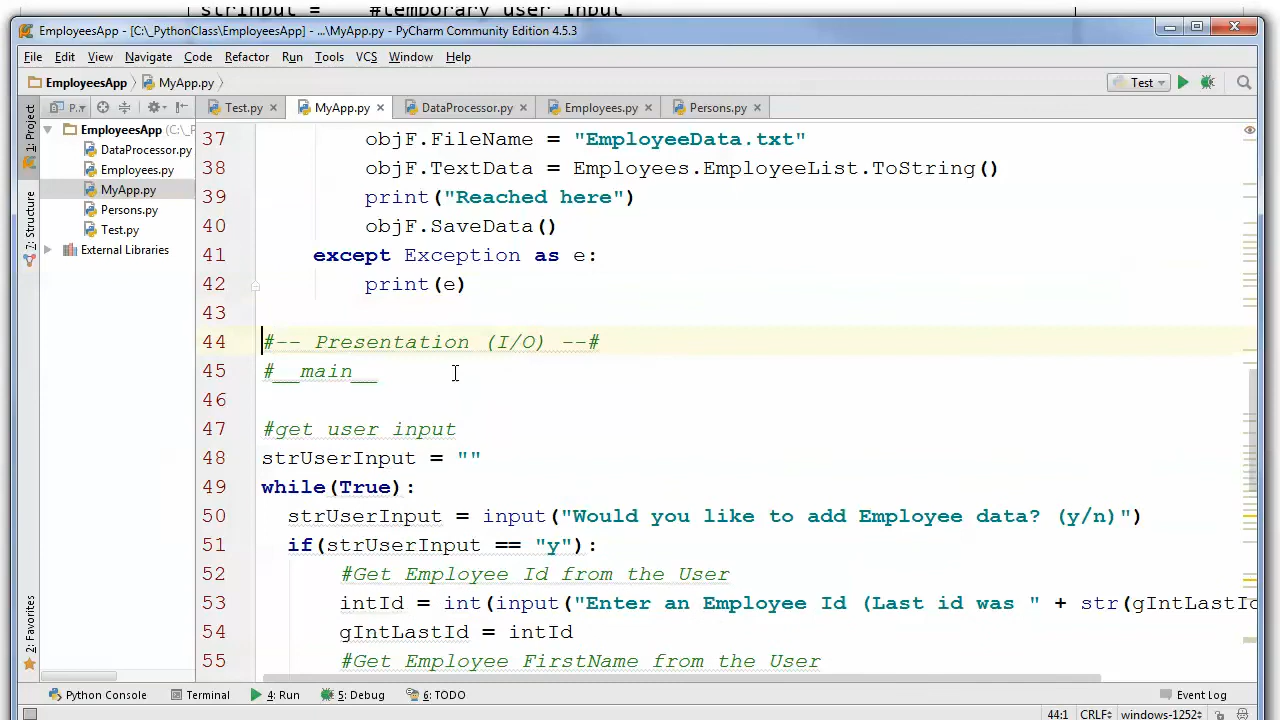 strInput =    #temporary user input
EmployeesApp - [C:\_PythonClass\EmployeesApp] - ...\MyApp.py - PyCharm Community Edition 4.5.3
File Edit View Navigate Code Refactor Run Tools VCS Window Help
EmployeesApp MyApp.py Test
1: Project P.. Test.py MyApp.py DataProcessor.py Employees.py Persons.py
EmployeesApp (C:\_P
DataProcessor.py
Employees.py
MyApp.py
Persons.py
Test.py
External Libraries
7: Structure
2: Favorites
37 objF.FileName = "EmployeeData.txt"
38 objF.TextData = Employees.EmployeeList.ToString()
39 print("Reached here")
40 objF.SaveData()
41 except Exception as e:
42 print(e)
43
44 #-- Presentation (I/O) --#
45 #__main__
46
47 #get user input
48 strUserInput = ""
49 while(True):
50 strUserInput = input("Would you like to add Employee data? (y/n)")
51 if(strUserInput == "y"):
52 #Get Employee Id from the User
53 intId = int(input("Enter an Employee Id (Last id was " + str(gIntLastId
54 gIntLastId = intId
55 #Get Employee FirstName from the User
Python Console Terminal 4: Run 5: Debug 6: TODO Event Log
44:1 CRLF windows-1252